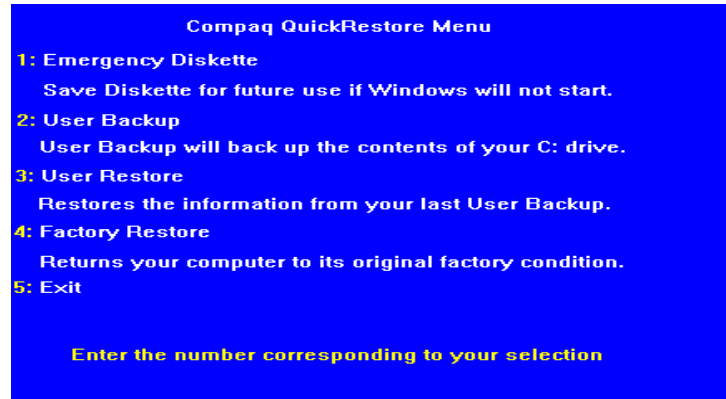 Compaq QuickRestore Menu
1: Emergency Diskette
Save Diskette for future use if Windows will not start.
2: User Backup
User Backup will back up the contents of your C: drive.
3: User Restore
Restores the information from your last User Backup.
4: Factory Restore
Returns your computer to its original factory condition.
5: Exit
Enter the number corresponding to your selection